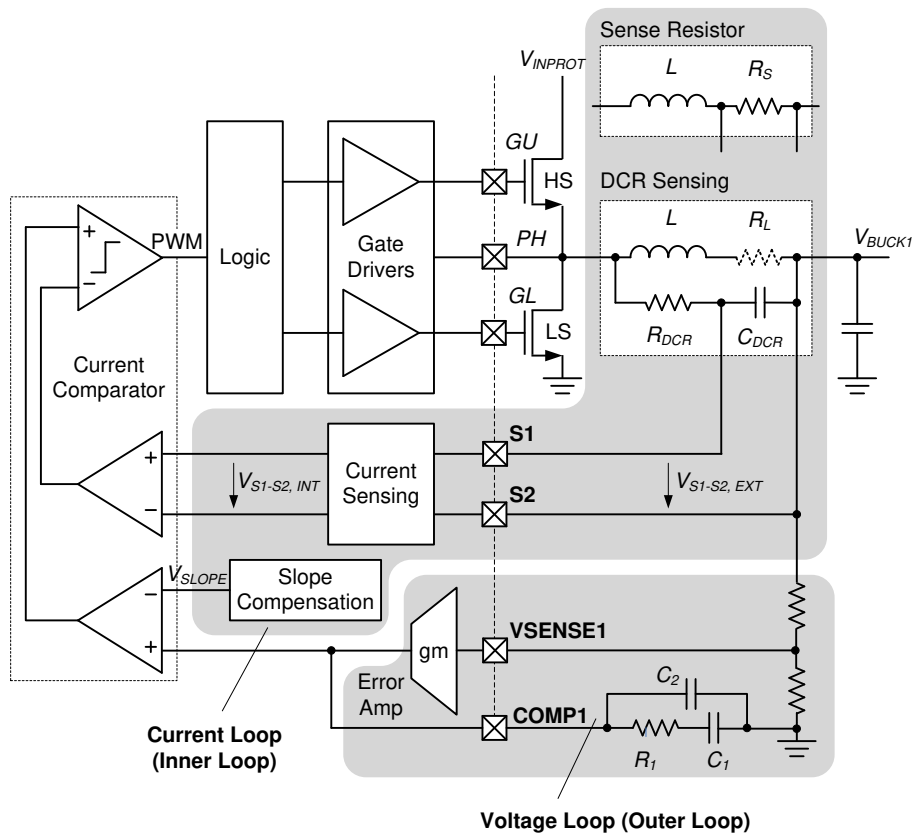 Sense Resistor
L
R_S
V_INPROT
GU
HS
DCR Sensing
L
R_L
V_BUCK1
PWM
+
−
Logic
Gate
Drivers
PH
GL
LS
R_DCR
C_DCR
Current
Comparator
S1
+
−
V_S1-S2, INT
Current
Sensing
V_S1-S2, EXT
S2
V_SLOPE
Slope
Compensation
−
+
VSENSE1
gm
Error
Amp
C_2
COMP1
R_1
C_1
Current Loop
(Inner Loop)
Voltage Loop (Outer Loop)